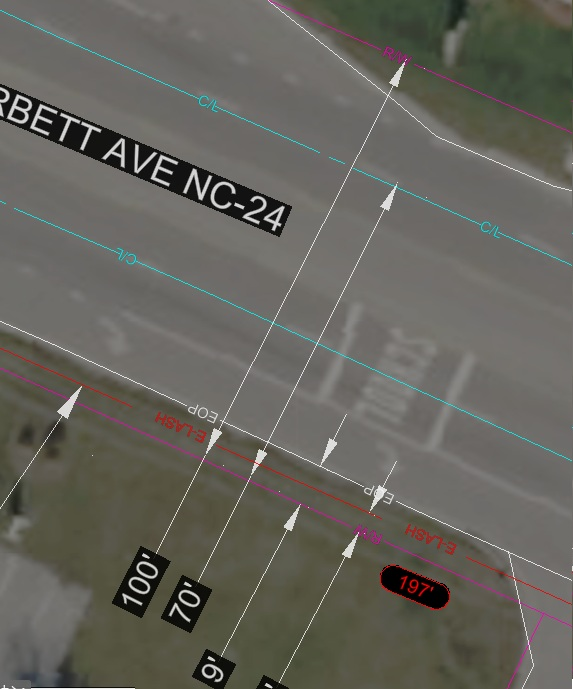 R/W
C/L
RBETT AVE NC-24
C/L
C/L
EOP
E-LASH
EOP
R/W
E-LASH
100'
70'
197'
9'